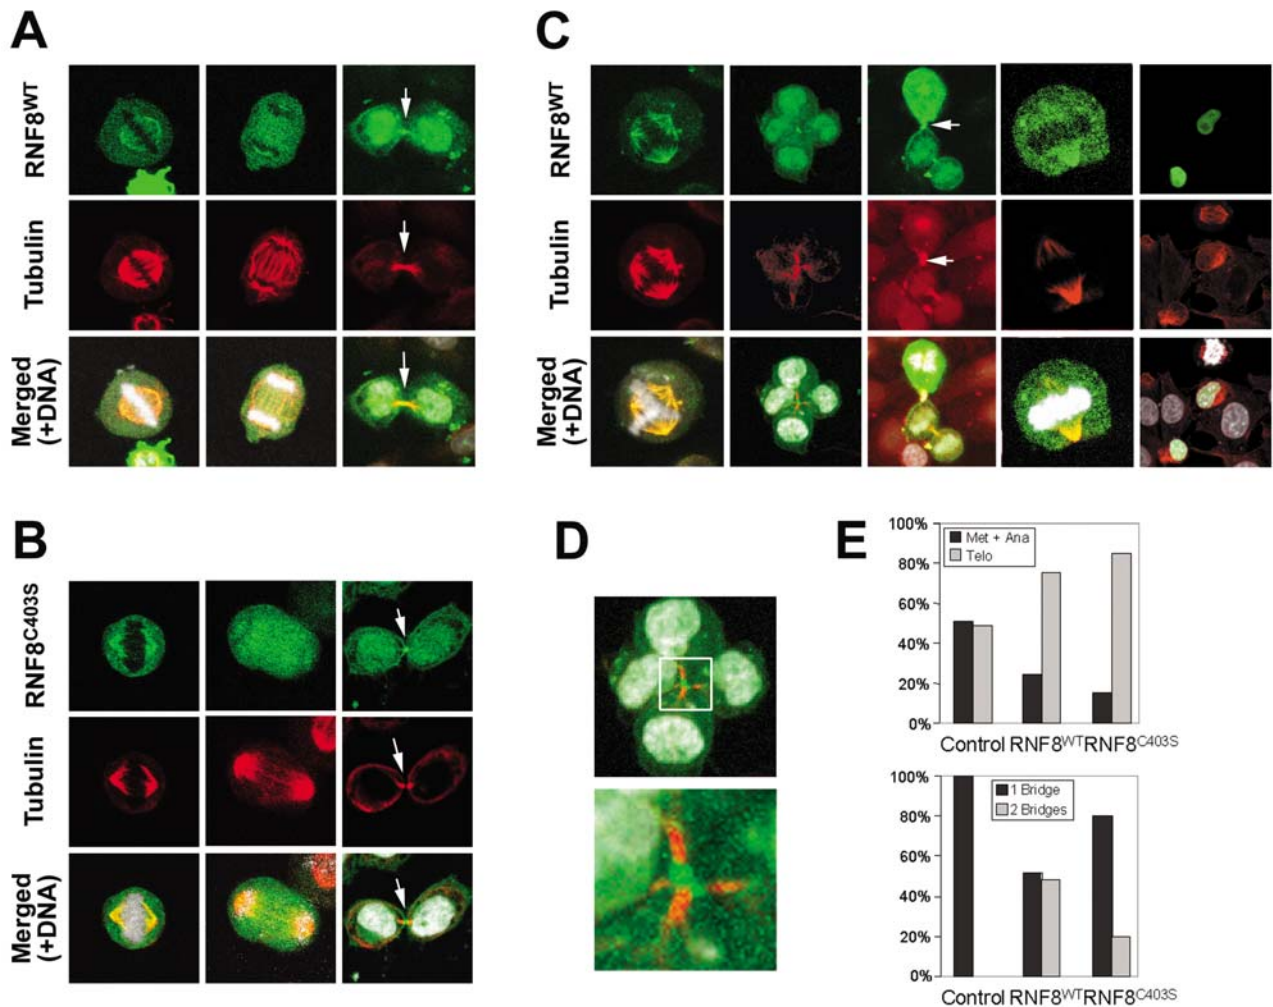 A
RNF8WT
Tubulin
Merged
(+DNA)
C
RNF8WT
Tubulin
Merged
(+DNA)
B
RNF8C403S
Tubulin
Merged
(+DNA)
D
E
100%
80%
60%
40%
20%
0%
Met + Ana
Telo
Control RNF8WT RNF8C403S
100%
80%
60%
40%
20%
0%
1 Bridge
2 Bridges
Control RNF8WT RNF8C403S